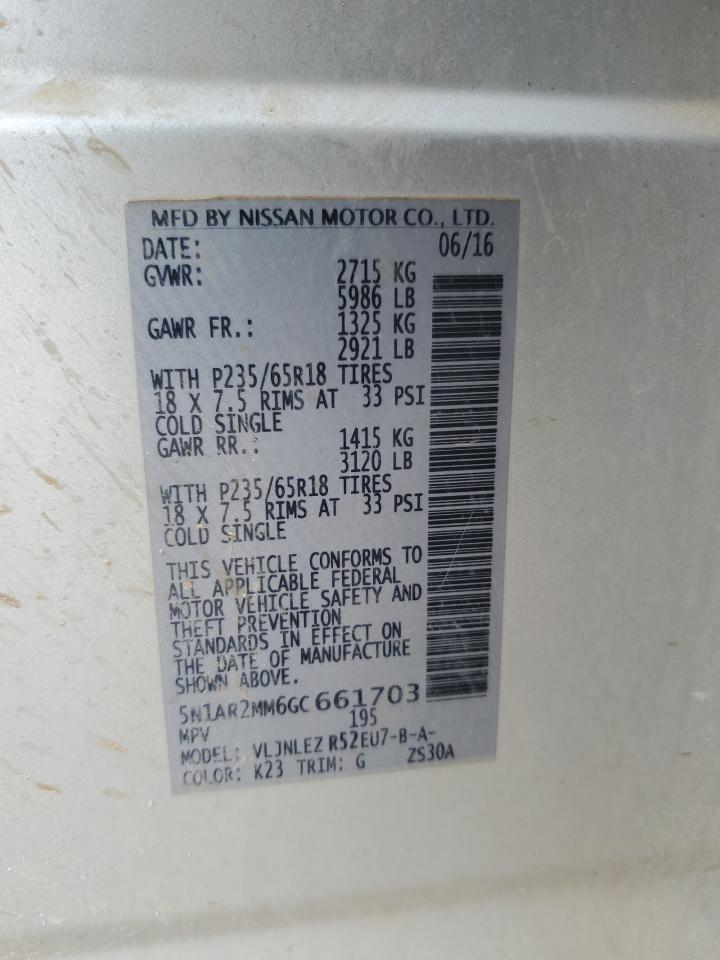 MFD BY NISSAN MOTOR CO., LTD.
DATE: 06/16
GVWR: 2715 KG
5986 LB
GAWR FR.: 1325 KG
2921 LB
WITH P235/65R18 TIRES
18 X 7.5 RIMS AT 33 PSI
COLD SINGLE
GAWR RR.: 1415 KG
3120 LB
WITH P235/65R18 TIRES
18 X 7.5 RIMS AT 33 PSI
COLD SINGLE
THIS VEHICLE CONFORMS TO
ALL APPLICABLE FEDERAL
MOTOR VEHICLE SAFETY AND
THEFT PREVENTION
STANDARDS IN EFFECT ON
THE DATE OF MANUFACTURE
SHOWN ABOVE.
5N1AR2MM6GC661703
MPV 195
MODEL: VLJNLEZ R52EU7-B-A-
COLOR: K23 TRIM: G ZS30A